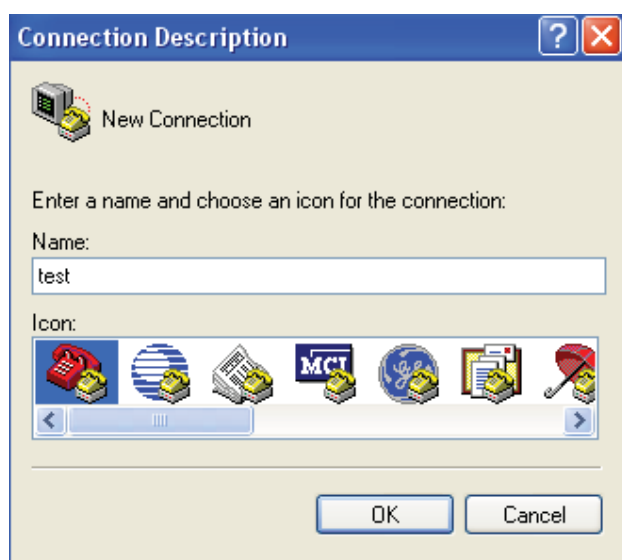 Connection Description
New Connection
Enter a name and choose an icon for the connection:
Name:
test
Icon:
MCI
OK Cancel